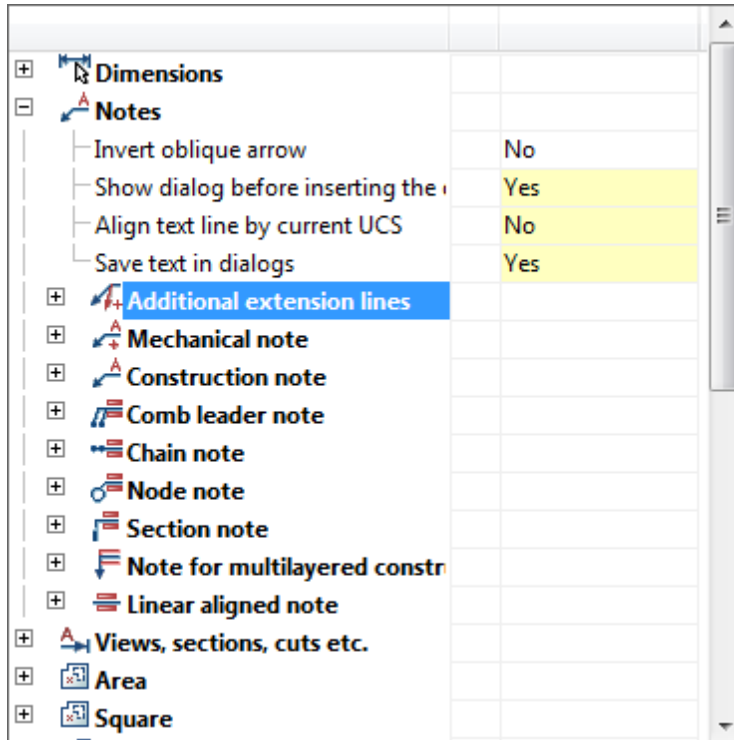 Dimensions
Notes
Invert oblique arrow No
Show dialog before inserting the Yes
Align text line by current UCS No
Save text in dialogs Yes
Additional extension lines
Mechanical note
Construction note
Comb leader note
Chain note
Node note
Section note
Note for multilayered constr
Linear aligned note
Views, sections, cuts etc.
Area
Square